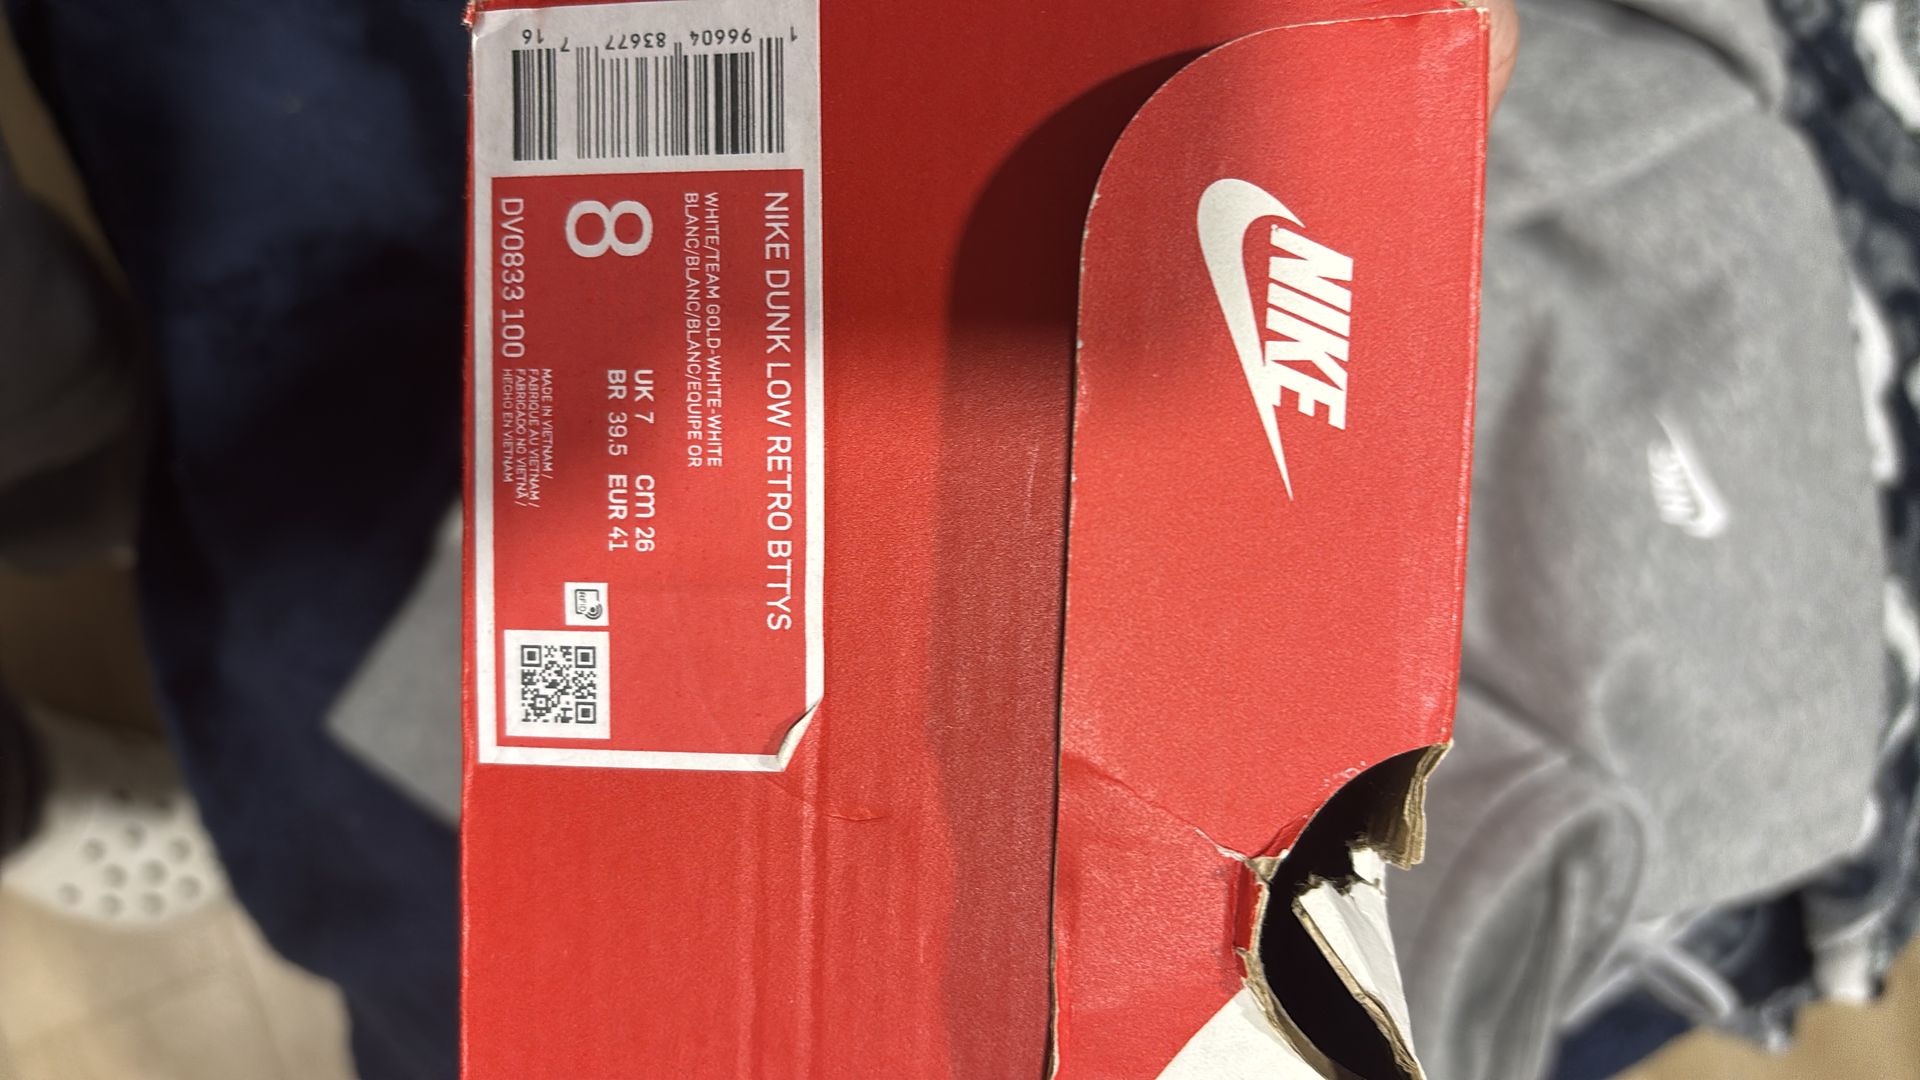 NIKE DUNK LOW RETRO BTTYS
WHITE/TEAM GOLD-WHITE-WHITE
BLANC/BLANC/BLANC/EQUIPE OR
8
UK 7 cm 26
BR 39.5 EUR 41
DV0833 100
MADE IN VIETNAM /
FABRIQUE AU VIETNAM /
FABRICADO NO VIETNÃ /
HECHO EN VIETNAM
RFID
1 96604 83677 7 16
NIKE
NIKE